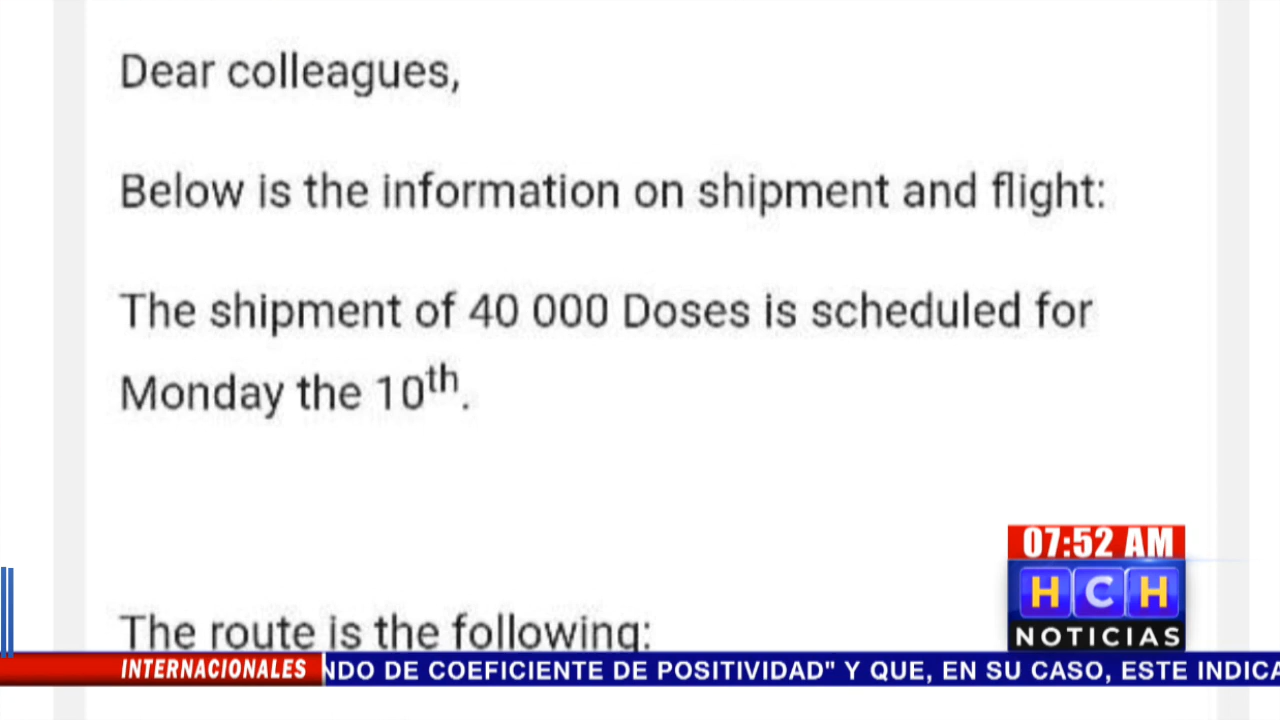 Dear colleagues,
Below is the information on shipment and flight:
The shipment of 40 000 Doses is scheduled for
Monday the 10th.
The route is the following:
07:52 AM
HCH
NOTICIAS
INTERNACIONALES
NDO DE COEFICIENTE DE POSITIVIDAD" Y QUE, EN SU CASO, ESTE INDICA